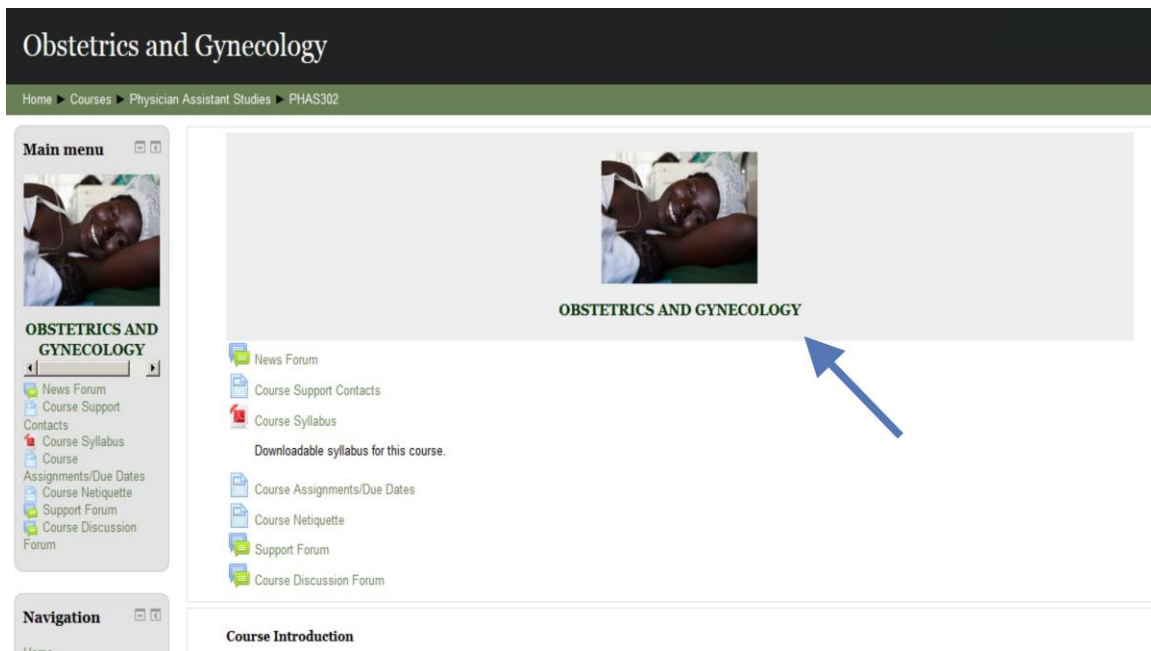 Obstetrics and Gynecology
Home ► Courses ► Physician Assistant Studies ► PHAS302
Main menu
OBSTETRICS AND
GYNECOLOGY
News Forum
Course Support
Contacts
Course Syllabus
Course
Assignments/Due Dates
Course Netiquette
Support Forum
Course Discussion
Forum
Navigation
Home
OBSTETRICS AND GYNECOLOGY
News Forum
Course Support Contacts
Course Syllabus
Downloadable syllabus for this course.
Course Assignments/Due Dates
Course Netiquette
Support Forum
Course Discussion Forum
Course Introduction